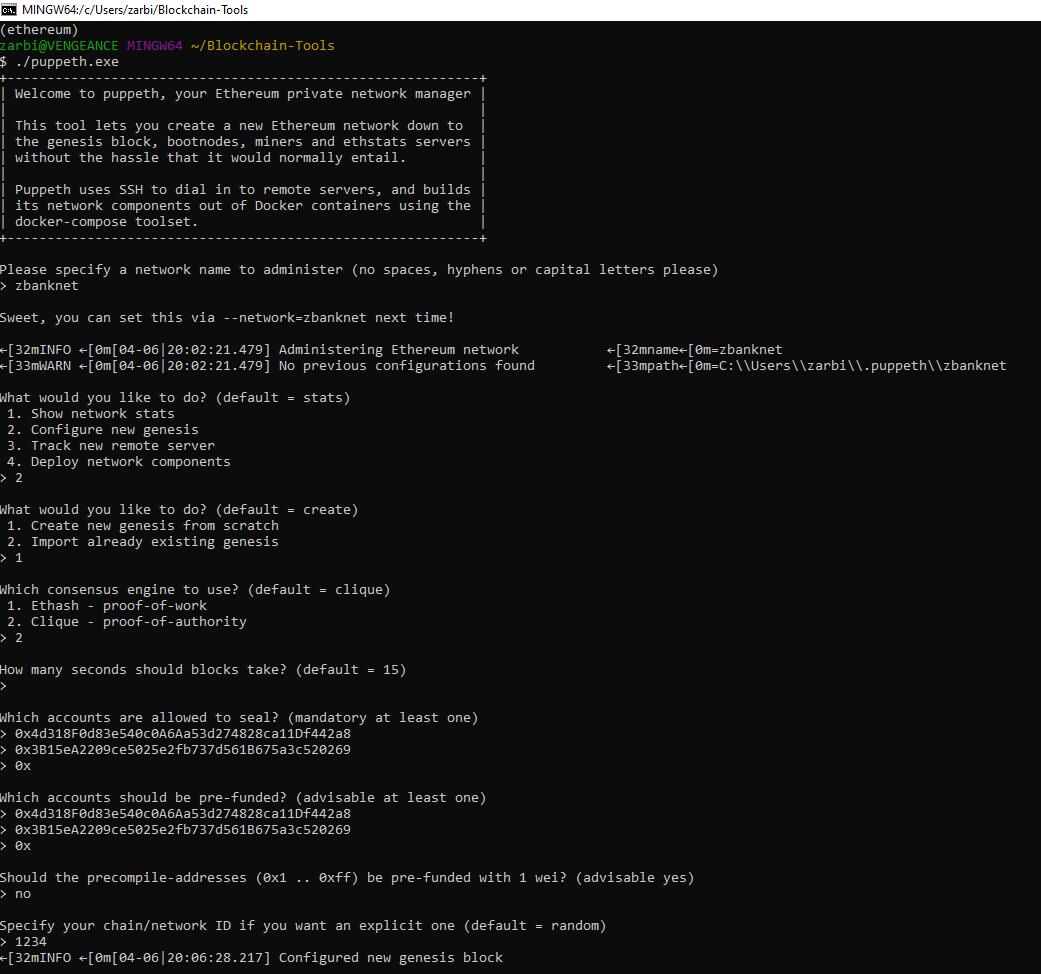 MINGW64:/c/Users/zarbi/Blockchain-Tools
(ethereum)
zarbi@VENGEANCE MINGW64 ~/Blockchain-Tools
$ ./puppeth.exe
+-----------------------------------------------------------+
| Welcome to puppeth, your Ethereum private network manager |
|                                                           |
| This tool lets you create a new Ethereum network down to  |
| the genesis block, bootnodes, miners and ethstats servers |
| without the hassle that it would normally entail.         |
|                                                           |
| Puppeth uses SSH to dial in to remote servers, and builds |
| its network components out of Docker containers using the |
| docker-compose toolset.                                   |
+-----------------------------------------------------------+
Please specify a network name to administer (no spaces, hyphens or capital letters please)
> zbanknet
Sweet, you can set this via --network=zbanknet next time!
←[32mINFO ←[0m[04-06|20:02:21.479] Administering Ethereum network           ←[32mname←[0m=zbanknet
←[33mWARN ←[0m[04-06|20:02:21.479] No previous configurations found         ←[33mpath←[0m=C:\\Users\\zarbi\\.puppeth\\zbanknet
What would you like to do? (default = stats)
 1. Show network stats
 2. Configure new genesis
 3. Track new remote server
 4. Deploy network components
> 2
What would you like to do? (default = create)
 1. Create new genesis from scratch
 2. Import already existing genesis
> 1
Which consensus engine to use? (default = clique)
 1. Ethash - proof-of-work
 2. Clique - proof-of-authority
> 2
How many seconds should blocks take? (default = 15)
>
Which accounts are allowed to seal? (mandatory at least one)
> 0x4d318F0d83e540c0A6Aa53d274828ca11Df442a8
> 0x3B15eA2209ce5025e2fb737d561B675a3c520269
> 0x
Which accounts should be pre-funded? (advisable at least one)
> 0x4d318F0d83e540c0A6Aa53d274828ca11Df442a8
> 0x3B15eA2209ce5025e2fb737d561B675a3c520269
> 0x
Should the precompile-addresses (0x1 .. 0xff) be pre-funded with 1 wei? (advisable yes)
> no
Specify your chain/network ID if you want an explicit one (default = random)
> 1234
←[32mINFO ←[0m[04-06|20:06:28.217] Configured new genesis block